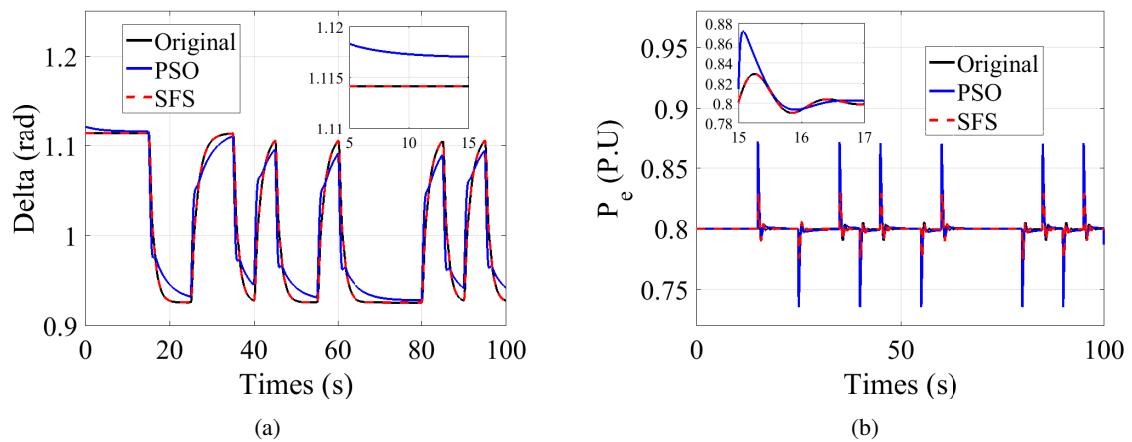 1.2
1.1
1
0.9
Delta (rad)
0 20 40 60 80 100
Times (s)
Original
PSO
SFS
1.12
1.115
1.11
5 10 15
(a)
0.95
0.9
0.85
0.8
0.75
P_e (P.U)
0 50 100
Times (s)
0.88
0.86
0.84
0.82
0.8
0.78
15 16 17
Original
PSO
SFS
(b)